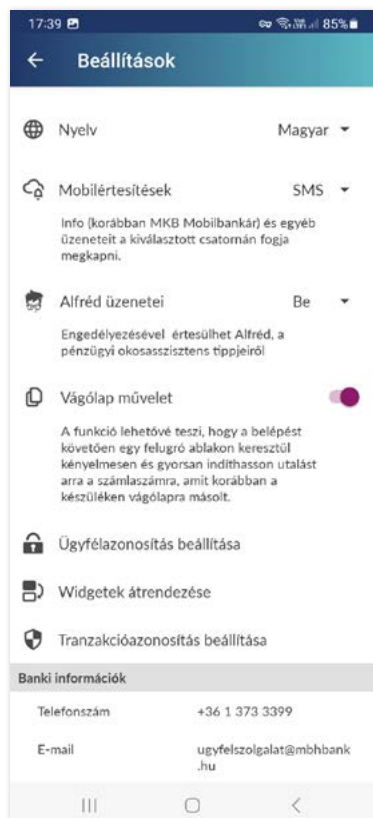 17:39 85%
Beállítások
Nyelv Magyar
Mobilértesítések SMS
Info (korábban MKB Mobilbankár) és egyéb
üzeneteit a kiválasztott csatornán fogja
megkapni.
Alfréd üzenetei Be
Engedélyezésével értesülhet Alfréd, a
pénzügyi okosasszisztens tippjeiről
Vágólap művelet
A funkció lehetővé teszi, hogy a belépést
követően egy felugró ablakon keresztül
kényelmesen és gyorsan indíthasson utalást
arra a számlaszámra, amit korábban a
készüléken vágólapra másolt.
Ügyfélazonosítás beállítása
Widgetek átrendezése
Tranzakcióazonosítás beállítása
Banki információk
Telefonszám +36 1 373 3399
E-mail ugyfelszolgalat@mbhbank
.hu